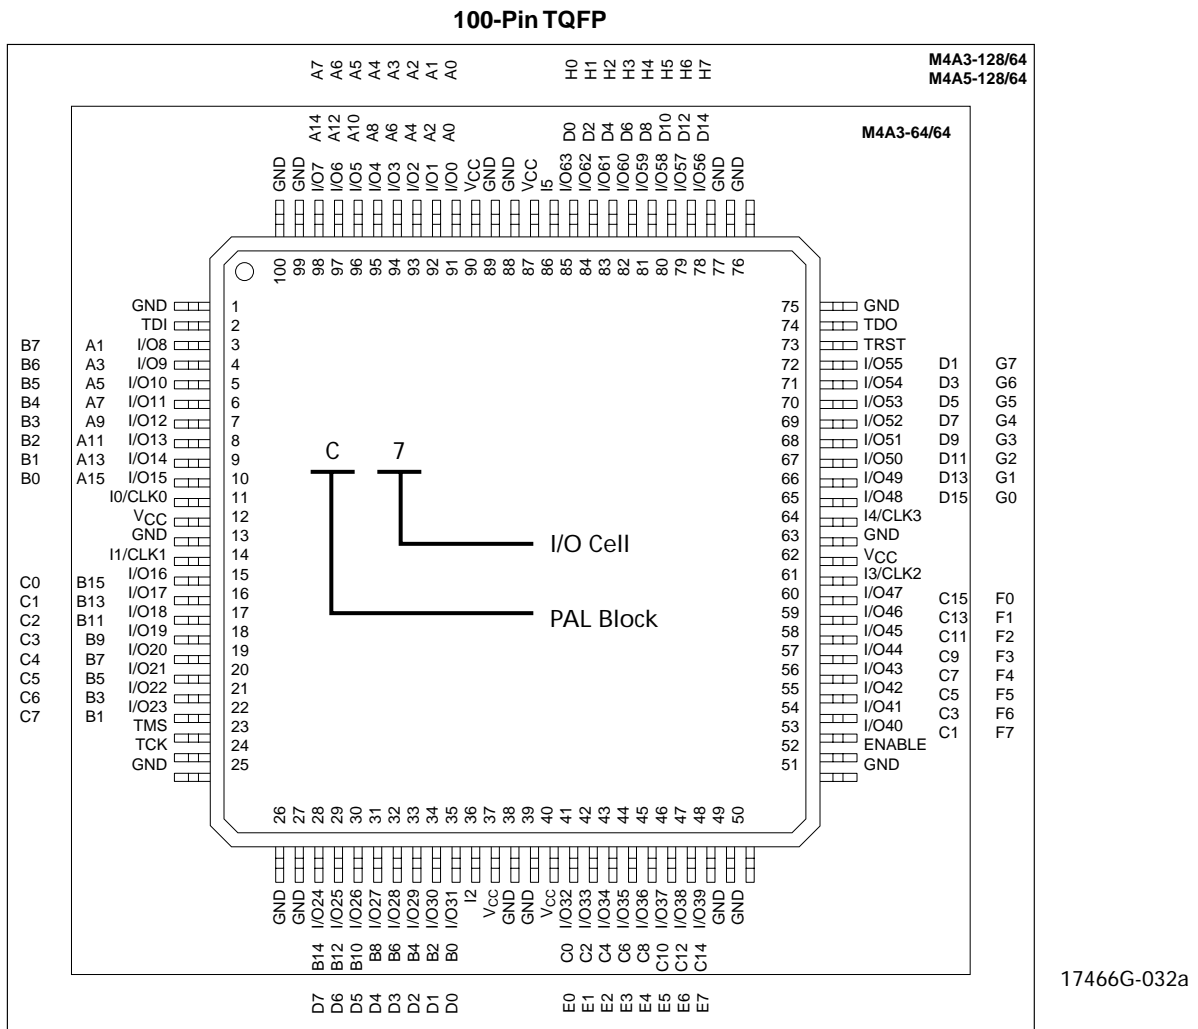 100-Pin TQFP
M4A3-128/64
M4A5-128/64
A7 A6 A5 A4 A3 A2 A1 A0 H0 H1 H2 H3 H4 H5 H6 H7
M4A3-64/64
A14 A12 A10 A8 A6 A4 A2 A0 D0 D2 D4 D6 D8 D10 D12 D14
GND GND I/O7 I/O6 I/O5 I/O4 I/O3 I/O2 I/O1 I/O0 VCC GND GND VCC I5 I/O63 I/O62 I/O61 I/O60 I/O59 I/O58 I/O57 I/O56 GND GND
100 99 98 97 96 95 94 93 92 91 90 89 88 87 86 85 84 83 82 81 80 79 78 77 76
GND 1 75 GND
TDI 2 74 TDO
B7 A1 I/O8 3 73 TRST
B6 A3 I/O9 4 72 I/O55 D1 G7
B5 A5 I/O10 5 71 I/O54 D3 G6
B4 A7 I/O11 6 70 I/O53 D5 G5
B3 A9 I/O12 7 69 I/O52 D7 G4
B2 A11 I/O13 8 68 I/O51 D9 G3
B1 A13 I/O14 9 67 I/O50 D11 G2
B0 A15 I/O15 10 66 I/O49 D13 G1
I0/CLK0 11 65 I/O48 D15 G0
VCC 12 64 I4/CLK3
GND 13 63 GND
I1/CLK1 14 62 VCC
I/O16 15 61 I3/CLK2
C0 B15 I/O17 16 60 I/O47 C15 F0
C1 B13 I/O18 17 59 I/O46 C13 F1
C2 B11 I/O19 18 58 I/O45 C11 F2
C3 B9 I/O20 19 57 I/O44 C9 F3
C4 B7 I/O21 20 56 I/O43 C7 F4
C5 B5 I/O22 21 55 I/O42 C5 F5
C6 B3 I/O23 22 54 I/O41 C3 F6
C7 B1 TMS 23 53 I/O40 C1 F7
TCK 24 52 ENABLE
GND 25 51 GND
C 7
I/O Cell
PAL Block
26 27 28 29 30 31 32 33 34 35 36 37 38 39 40 41 42 43 44 45 46 47 48 49 50
GND GND I/O24 I/O25 I/O26 I/O27 I/O28 I/O29 I/O30 I/O31 I2 VCC GND GND VCC I/O32 I/O33 I/O34 I/O35 I/O36 I/O37 I/O38 I/O39 GND GND
B14 B12 B10 B8 B6 B4 B2 B0 C0 C2 C4 C6 C8 C10 C12 C14
D7 D6 D5 D4 D3 D2 D1 D0 E0 E1 E2 E3 E4 E5 E6 E7
17466G-032a